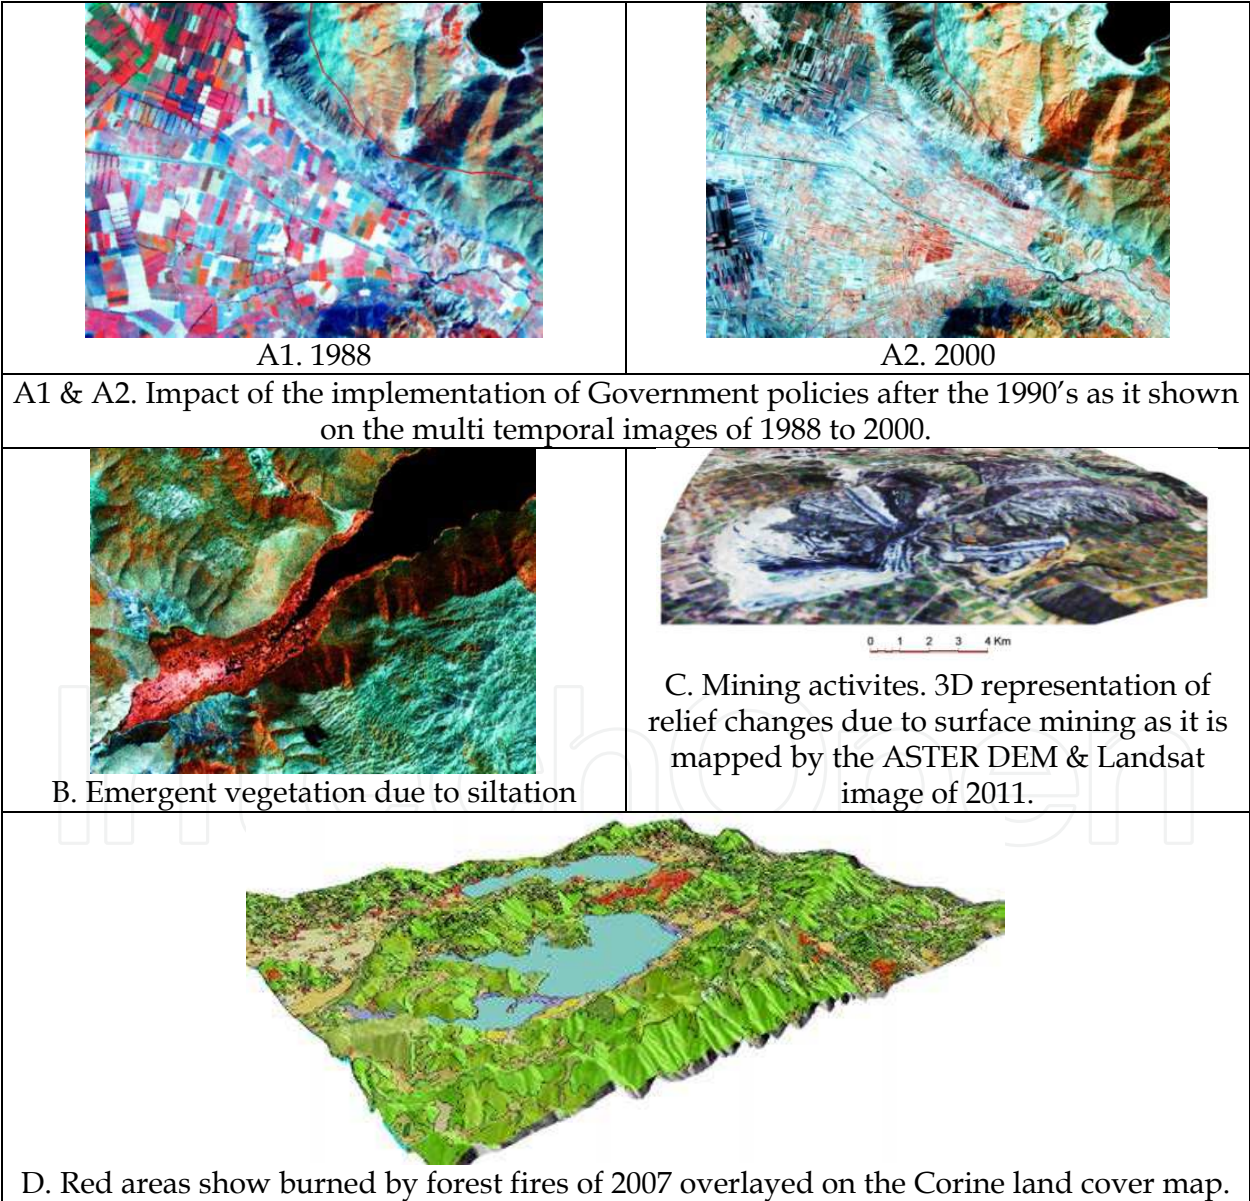 A1. 1988
A2. 2000
A1 & A2. Impact of the implementation of Government policies after the 1990’s as it shown
on the multi temporal images of 1988 to 2000.
B. Emergent vegetation due to siltation
0 1 2 3 4 Km
C. Mining activites. 3D representation of
relief changes due to surface mining as it is
mapped by the ASTER DEM & Landsat
image of 2011.
IntechOpen
D. Red areas show burned by forest fires of 2007 overlayed on the Corine land cover map.